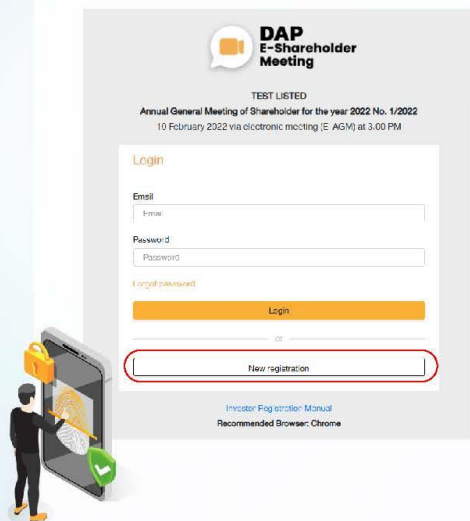 DAP
E-Shareholder
Meeting
TEST LISTED
Annual General Meeting of Shareholder for the year 2022 No. 1/2022
10 February 2022 via electronic meeting (E-AGM) at 3:00 PM
Login
Email
Email
Password
Password
Forgot password
Login
or
New registration
Investor Registration Manual
Recommended Browser: Chrome